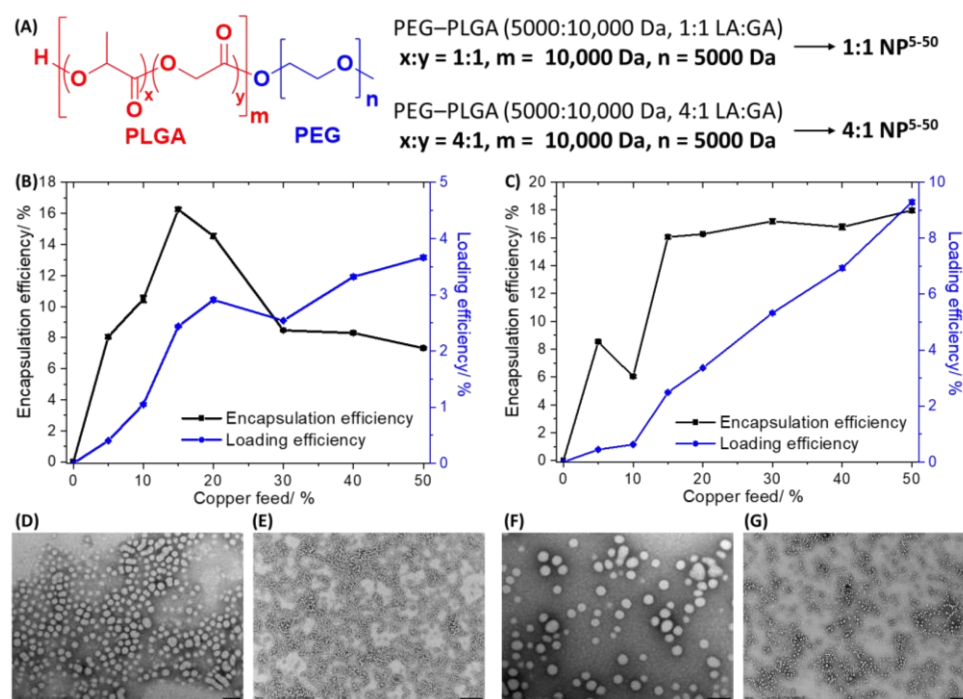 (A)
H
O
O
x
O
O
y
m
O
O
n
PLGA
PEG
PEG–PLGA (5000:10,000 Da, 1:1 LA:GA)
x:y = 1:1, m = 10,000 Da, n = 5000 Da
1:1 NP5-50
PEG–PLGA (5000:10,000 Da, 4:1 LA:GA)
x:y = 4:1, m = 10,000 Da, n = 5000 Da
4:1 NP5-50
(B)
Encapsulation efficiency/ %
18
16
14
12
10
8
6
4
2
0
0 10 20 30 40 50
Copper feed/ %
5
4
3
2
1
0
Loading efficiency/ %
Encapsulation efficiency
Loading efficiency
(C)
Encapsulation efficiency/ %
20
18
16
14
12
10
8
6
4
2
0
0 10 20 30 40 50
Copper feed/ %
10
8
6
4
2
0
Loading efficiency/ %
Encapsulation efficiency
Loading efficiency
(D)
(E)
(F)
(G)